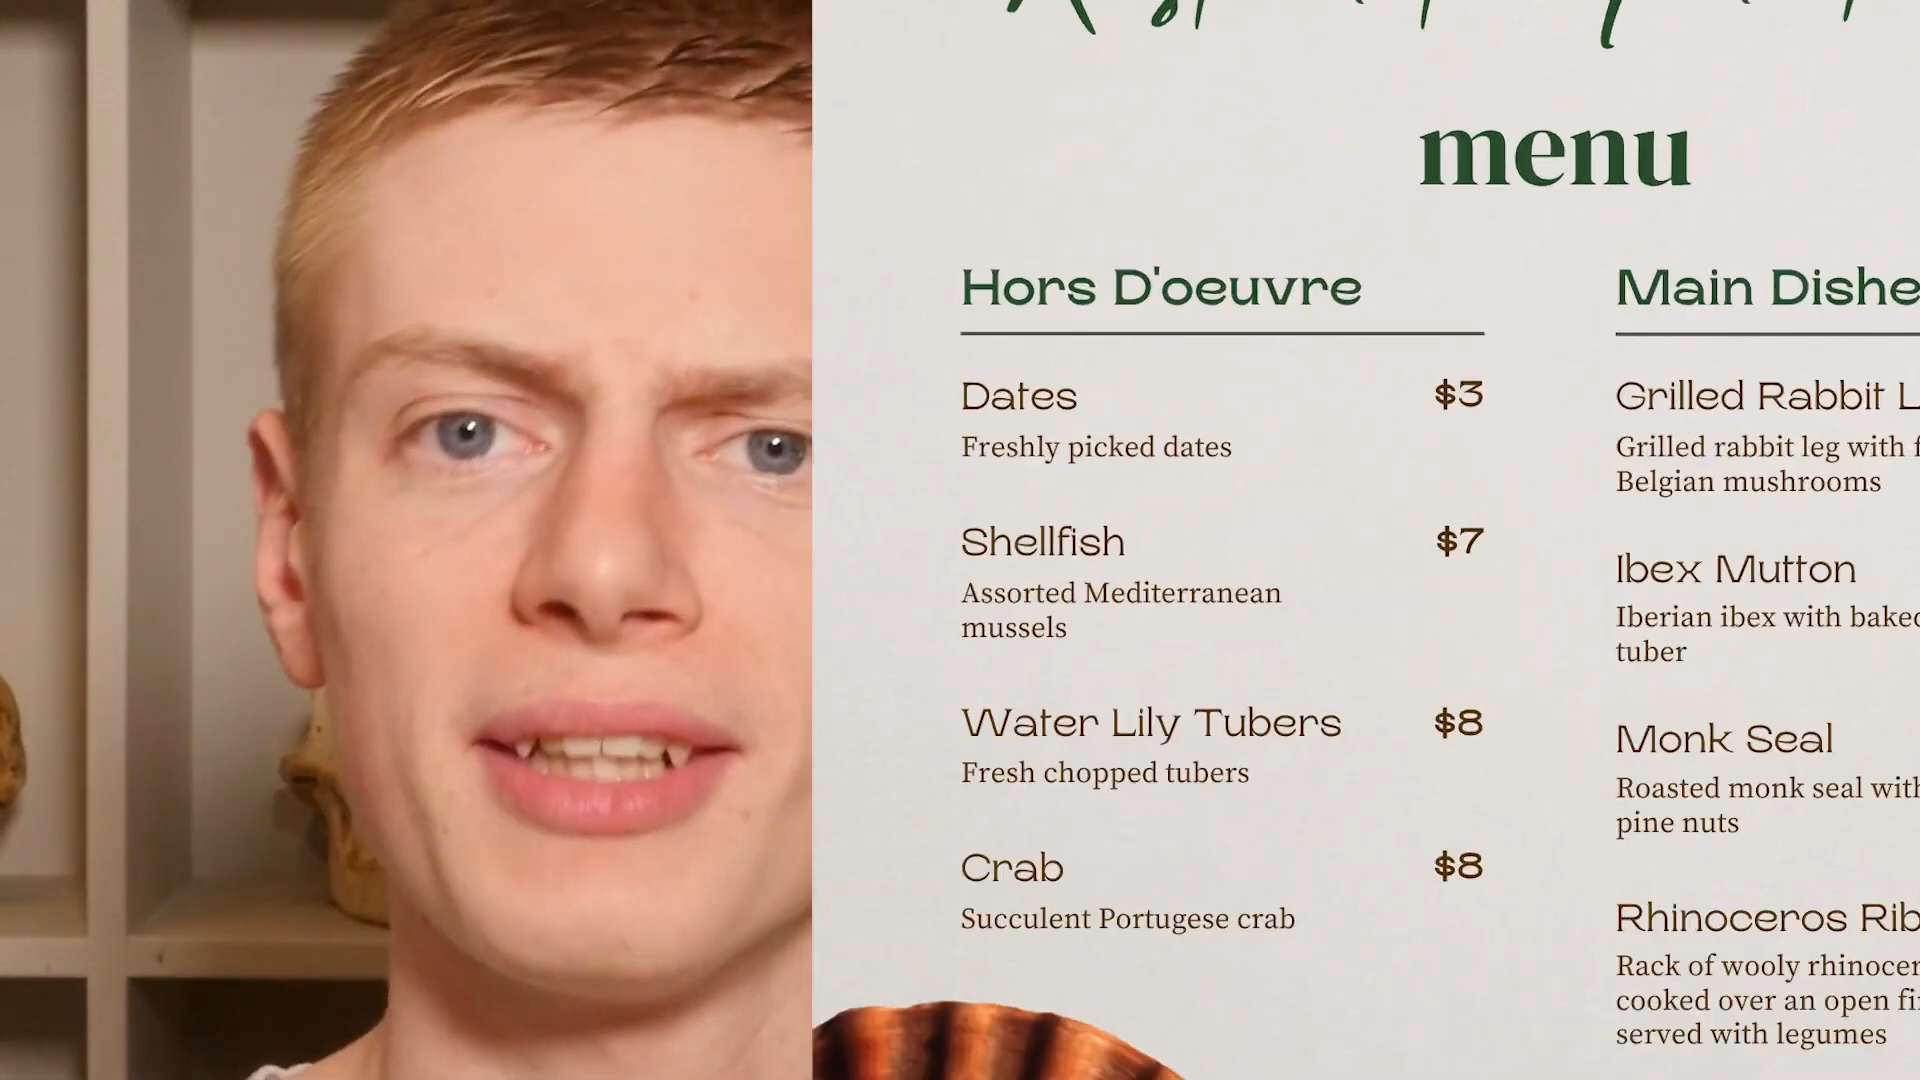 menu
Hors D'oeuvre
Dates $3
Freshly picked dates
Shellfish $7
Assorted Mediterranean
mussels
Water Lily Tubers $8
Fresh chopped tubers
Crab $8
Succulent Portugese crab
Main Dishe
Grilled Rabbit L
Grilled rabbit leg with f
Belgian mushrooms
Ibex Mutton
Iberian ibex with baked
tuber
Monk Seal
Roasted monk seal with
pine nuts
Rhinoceros Rib
Rack of wooly rhinocer
cooked over an open fi
served with legumes